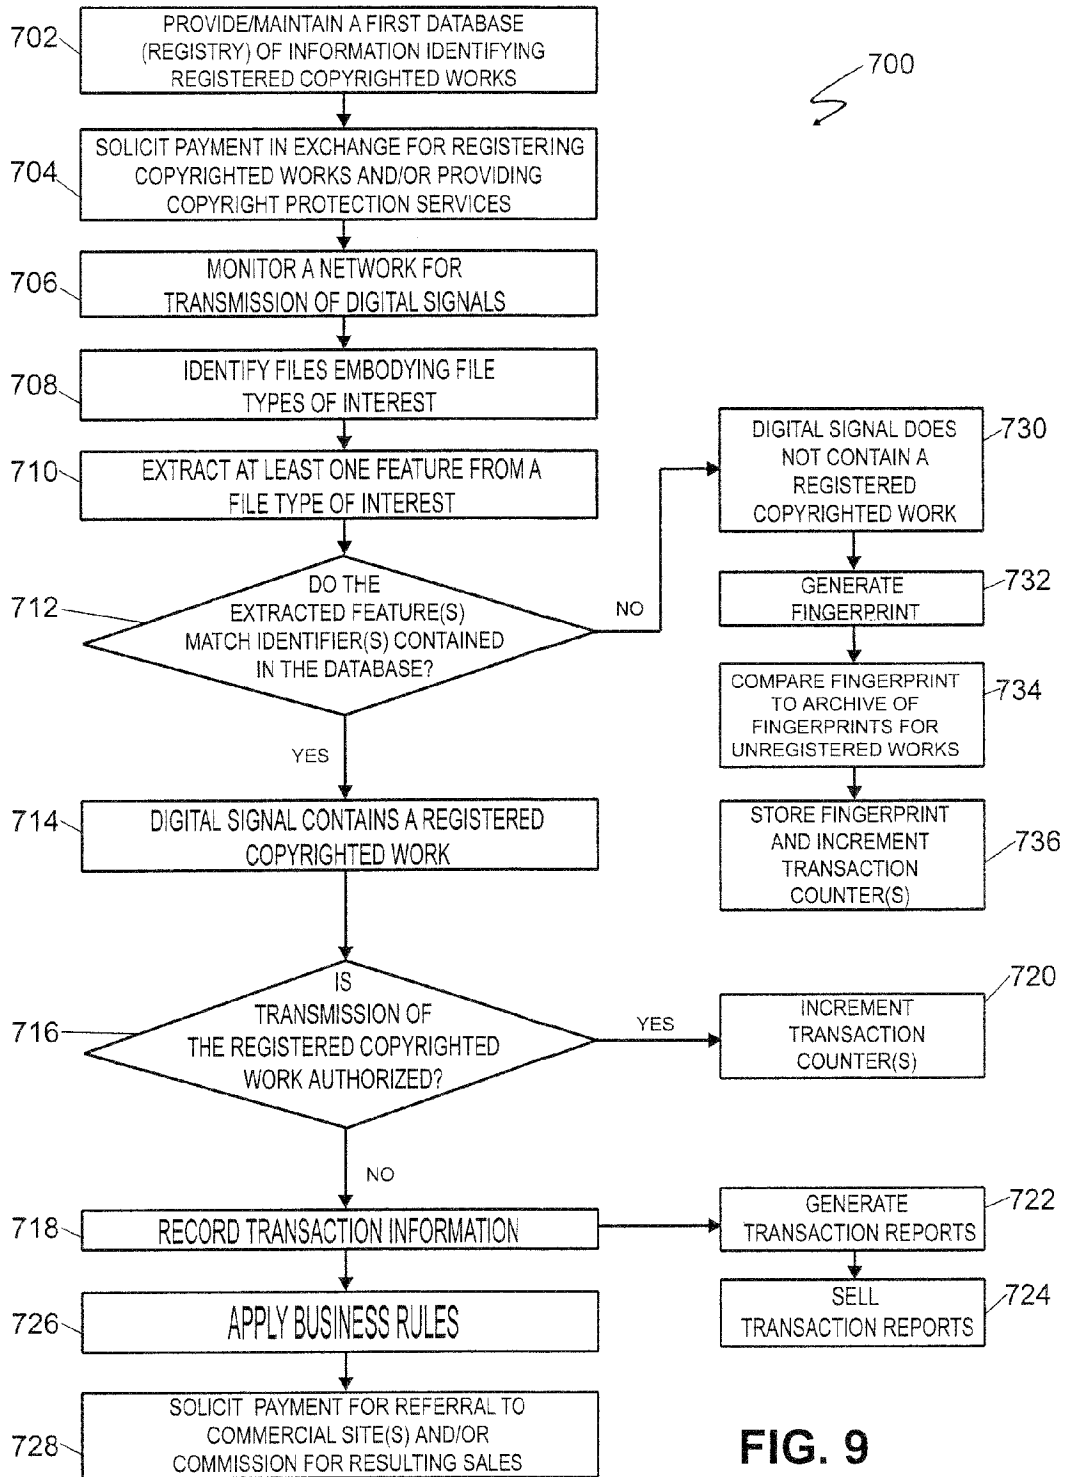 702
PROVIDE/MAINTAIN A FIRST DATABASE
(REGISTRY) OF INFORMATION IDENTIFYING
REGISTERED COPYRIGHTED WORKS
700
704
SOLICIT PAYMENT IN EXCHANGE FOR REGISTERING
COPYRIGHTED WORKS AND/OR PROVIDING
COPYRIGHT PROTECTION SERVICES
706
MONITOR A NETWORK FOR
TRANSMISSION OF DIGITAL SIGNALS
708
IDENTIFY FILES EMBODYING FILE
TYPES OF INTEREST
710
EXTRACT AT LEAST ONE FEATURE FROM A
FILE TYPE OF INTEREST
712
DO THE
EXTRACTED FEATURE(S)
MATCH IDENTIFIER(S) CONTAINED
IN THE DATABASE?
NO
730
DIGITAL SIGNAL DOES
NOT CONTAIN A
REGISTERED
COPYRIGHTED WORK
732
GENERATE
FINGERPRINT
734
COMPARE FINGERPRINT
TO ARCHIVE OF
FINGERPRINTS FOR
UNREGISTERED WORKS
736
STORE FINGERPRINT
AND INCREMENT
TRANSACTION
COUNTER(S)
YES
714
DIGITAL SIGNAL CONTAINS A REGISTERED
COPYRIGHTED WORK
716
IS
TRANSMISSION OF
THE REGISTERED COPYRIGHTED
WORK AUTHORIZED?
YES
720
INCREMENT
TRANSACTION
COUNTER(S)
NO
718
RECORD TRANSACTION INFORMATION
722
GENERATE
TRANSACTION REPORTS
724
SELL
TRANSACTION REPORTS
726
APPLY BUSINESS RULES
728
SOLICIT PAYMENT FOR REFERRAL TO
COMMERCIAL SITE(S) AND/OR
COMMISSION FOR RESULTING SALES
FIG. 9